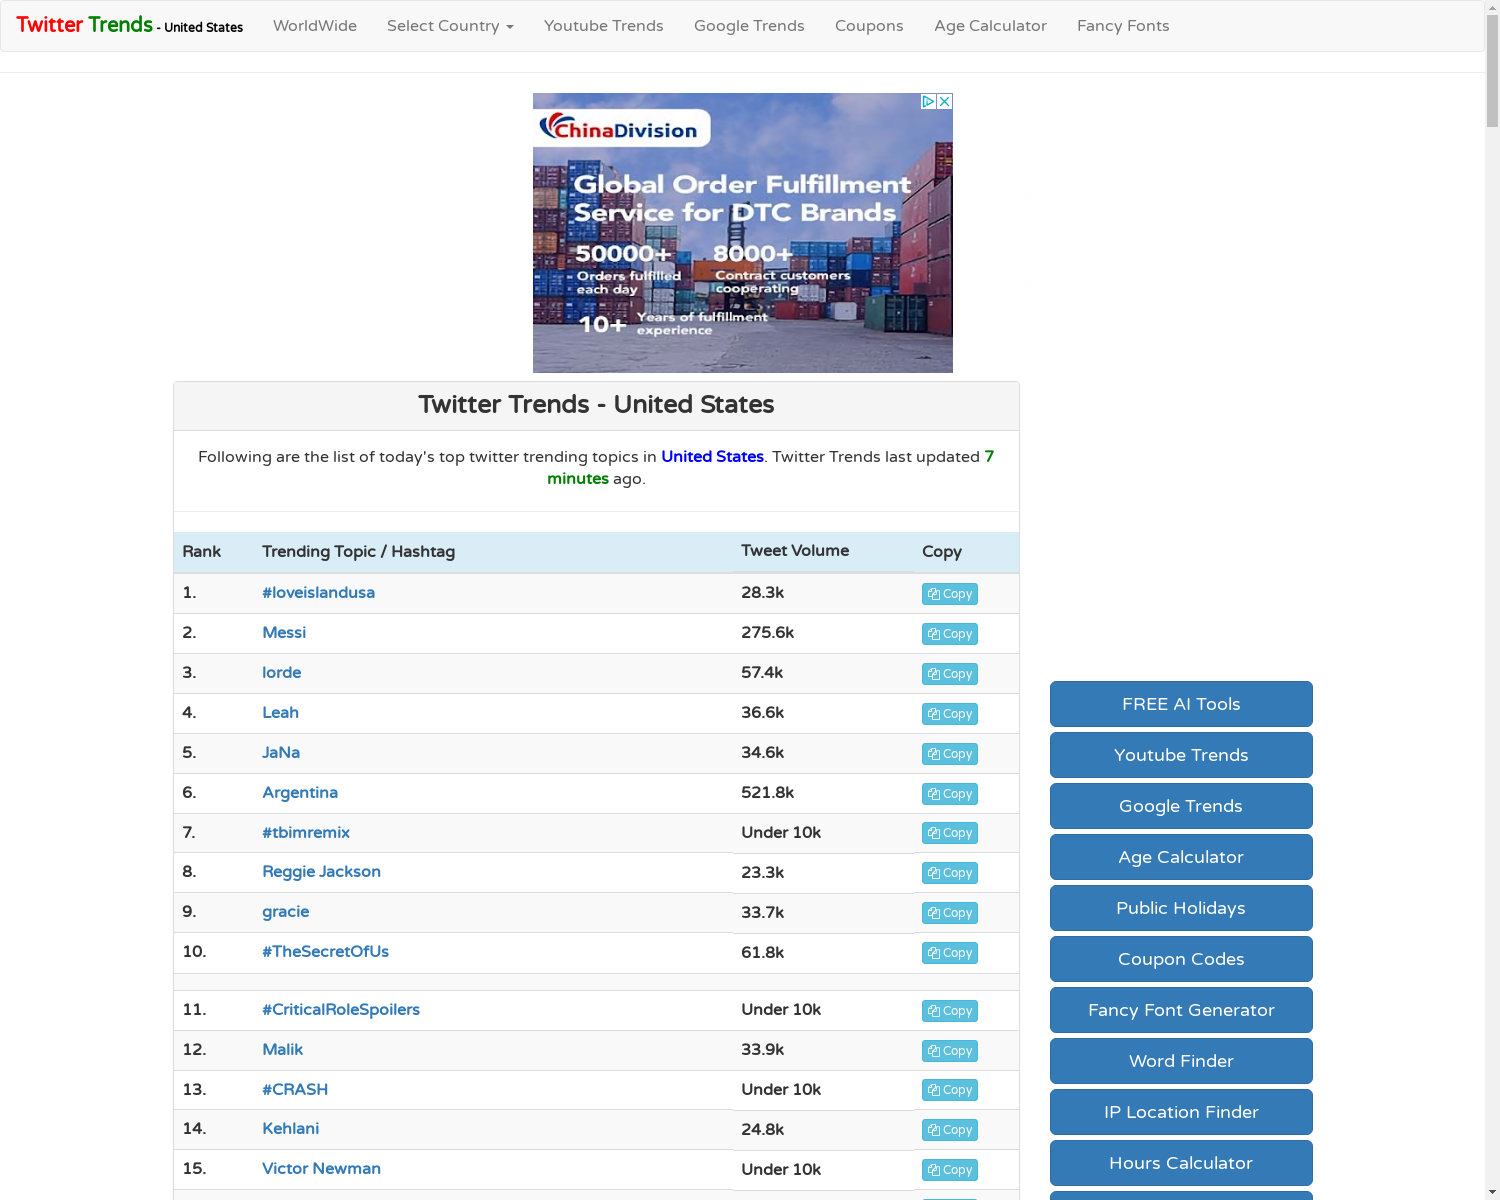 Twitter Trends - United States
WorldWide
Select Country
Youtube Trends
Google Trends
Coupons
Age Calculator
Fancy Fonts
ChinaDivision
Global Order Fulfillment
Service for DTC Brands
50000+ 8000+
Orders fulfilled Contract customers
each day cooperating
10+ Years of fulfillment
experience
Twitter Trends - United States
Following are the list of today's top twitter trending topics in United States. Twitter Trends last updated 7
minutes ago.
Rank Trending Topic / Hashtag Tweet Volume Copy
1. #loveislandusa 28.3k Copy
2. Messi 275.6k Copy
3. lorde 57.4k Copy
4. Leah 36.6k Copy
5. JaNa 34.6k Copy
6. Argentina 521.8k Copy
7. #tbimremix Under 10k Copy
8. Reggie Jackson 23.3k Copy
9. gracie 33.7k Copy
10. #TheSecretOfUs 61.8k Copy
11. #CriticalRoleSpoilers Under 10k Copy
12. Malik 33.9k Copy
13. #CRASH Under 10k Copy
14. Kehlani 24.8k Copy
15. Victor Newman Under 10k Copy
FREE AI Tools
Youtube Trends
Google Trends
Age Calculator
Public Holidays
Coupon Codes
Fancy Font Generator
Word Finder
IP Location Finder
Hours Calculator